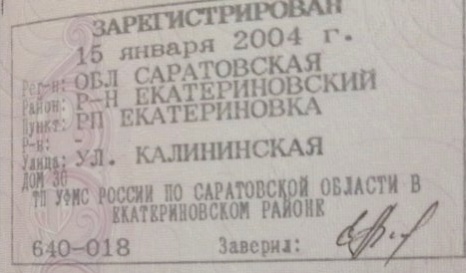 ЗАРЕГИСТРИРОВАН
15 января 2004 г.
Рег-н: ОБЛ САРАТОВСКАЯ
Район: Р-Н ЕКАТЕРИНОВСКИЙ
Пункт: РП ЕКАТЕРИНОВКА
Р-н: -
Улица: УЛ. КАЛИНИНСКАЯ
ДОМ 30
ТП УФМС РОССИИ ПО САРАТОВСКОЙ ОБЛАСТИ В
ЕКАТЕРИНОВСКОМ РАЙОНЕ
640-018 Заверил: